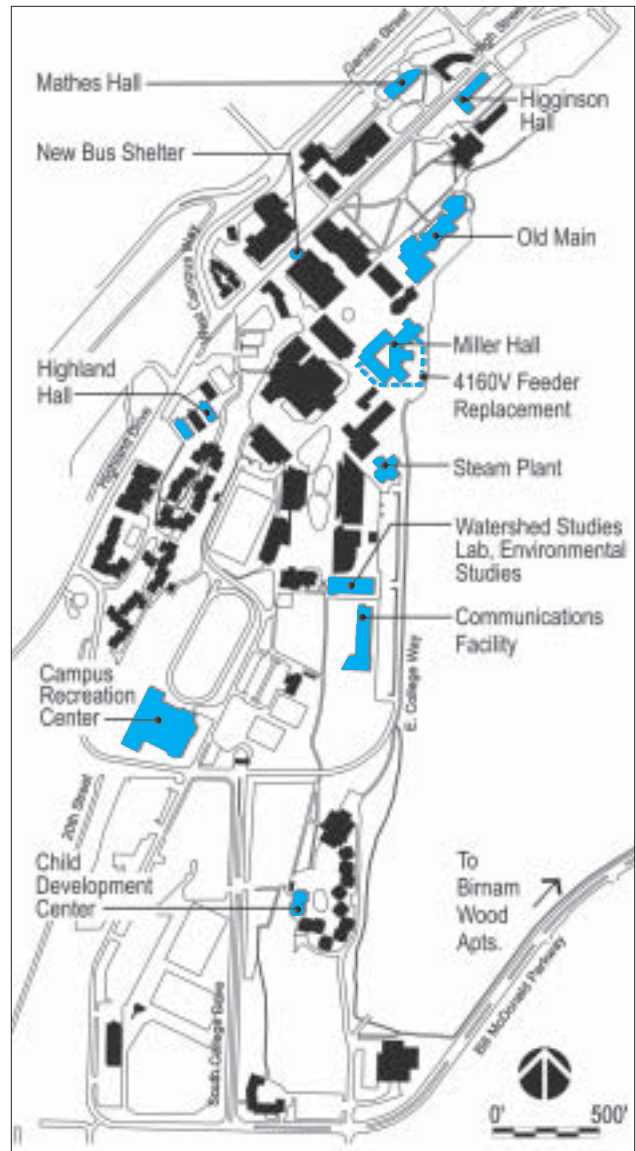 Garden Street
High Street
Mathes Hall
Higginson
Hall
New Bus Shelter
Old Main
West Campus Way
Miller Hall
4160V Feeder
Replacement
Highland
Hall
Highland Drive
Steam Plant
Watershed Studies
Lab, Environmental
Studies
Communications
Facility
E. College Way
Campus
Recreation
Center
20th Street
Child
Development
Center
To
Birnam
Wood
Apts.
Bill McDonald Parkway
South College Drive
0' 500'